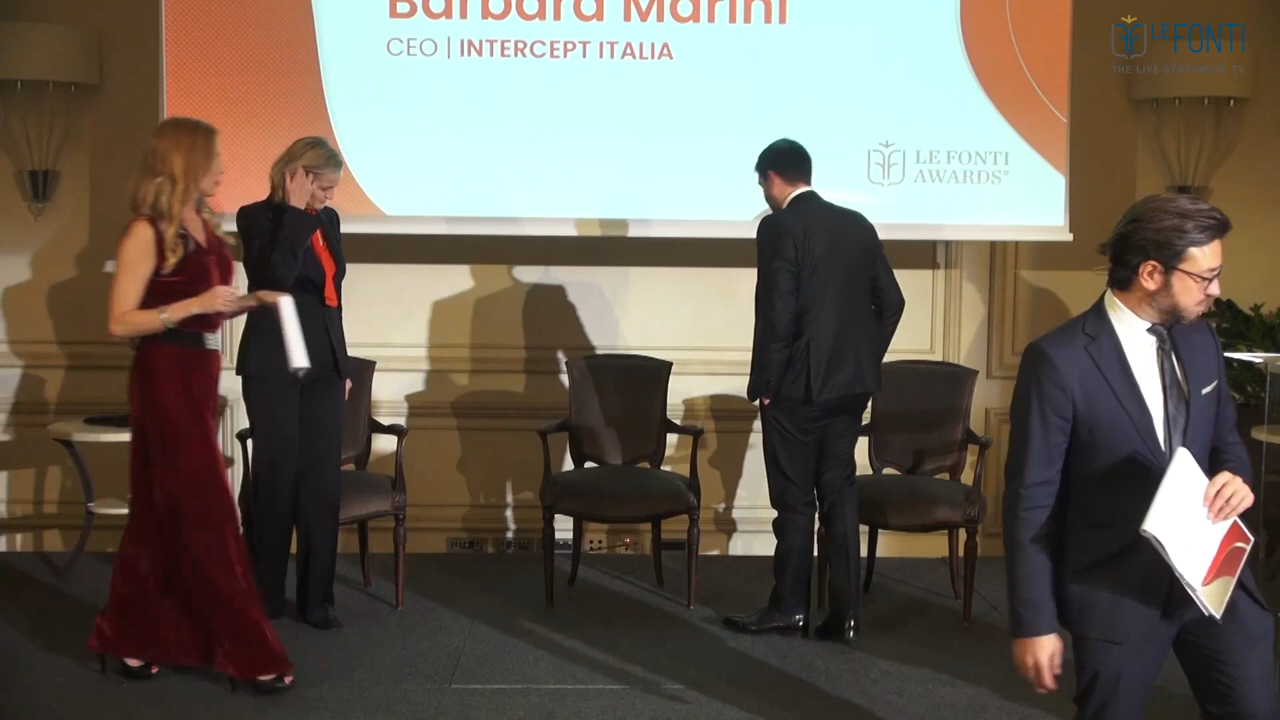 Barbara Marini
CEO | INTERCEPT ITALIA
LE FONTI
THE LIVE STREAMING TV
LE FONTI
AWARDS®